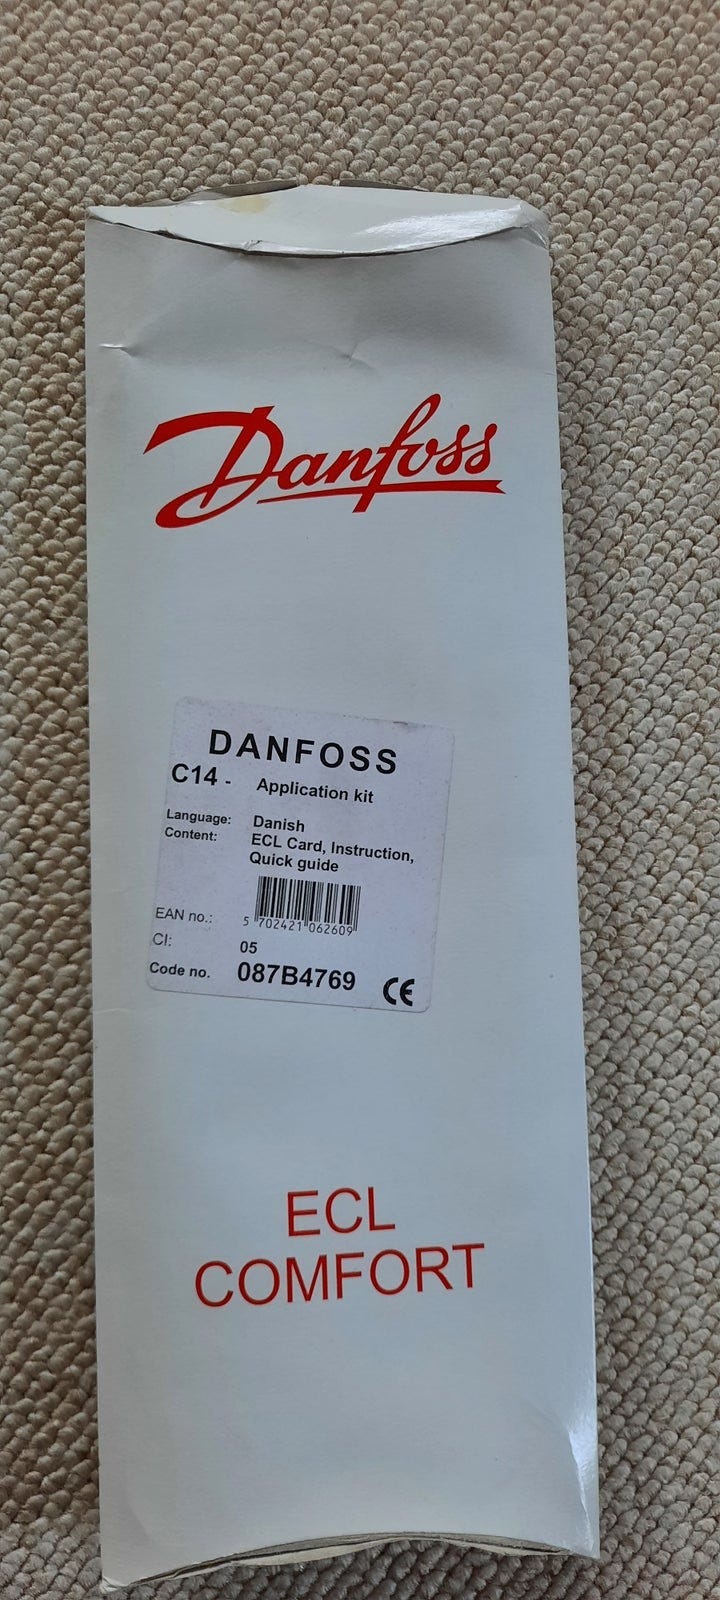 Danfoss
DANFOSS
C14 - Application kit
Language: Danish
Content: ECL Card, Instruction,
Quick guide
EAN no.: 5 702421 062609
CI: 05
Code no. 087B4769 CE
ECL
COMFORT